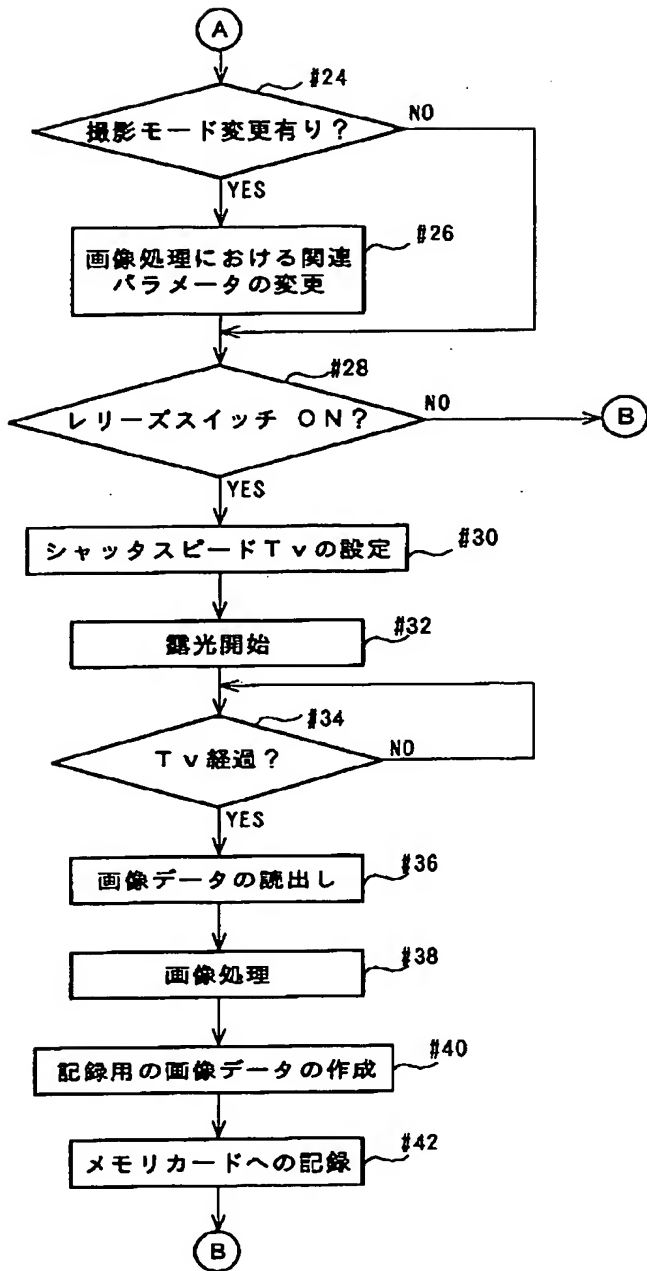 A
#24
撮影モード変更有り？
NO
YES
#26
画像処理における関連
パラメータの変更
#28
レリーズスイッチ ON？
NO
B
YES
シャッタスピードTvの設定
#30
露光開始
#32
#34
Tv経過？
NO
YES
画像データの読出し
#36
画像処理
#38
記録用の画像データの作成
#40
メモリカードへの記録
#42
B